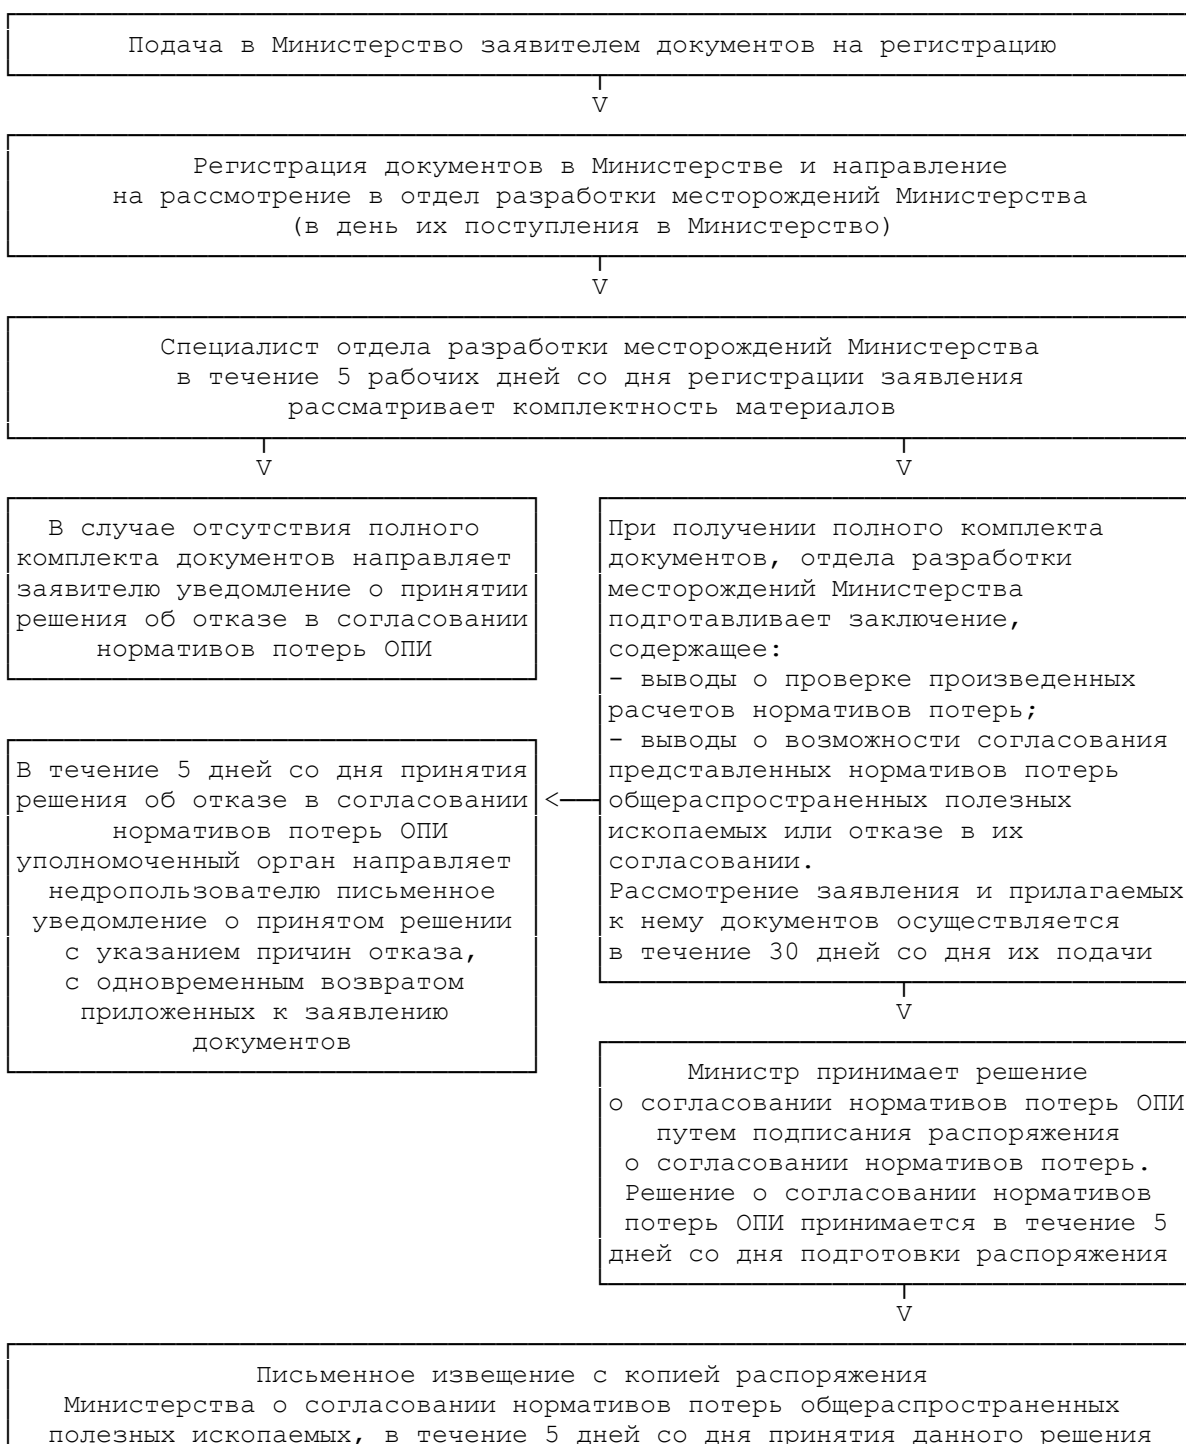 Подача в Министерство заявителем документов на регистрацию
V
Регистрация документов в Министерстве и направление
на рассмотрение в отдел разработки месторождений Министерства
(в день их поступления в Министерство)
V
Специалист отдела разработки месторождений Министерства
в течение 5 рабочих дней со дня регистрации заявления
рассматривает комплектность материалов
V
V
В случае отсутствия полного
комплекта документов направляет
заявителю уведомление о принятии
решения об отказе в согласовании
нормативов потерь ОПИ
При получении полного комплекта
документов, отдела разработки
месторождений Министерства
подготавливает заключение,
содержащее:
- выводы о проверке произведенных
расчетов нормативов потерь;
- выводы о возможности согласования
представленных нормативов потерь
общераспространенных полезных
ископаемых или отказе в их
согласовании.
Рассмотрение заявления и прилагаемых
к нему документов осуществляется
в течение 30 дней со дня их подачи
<
В течение 5 дней со дня принятия
решения об отказе в согласовании
нормативов потерь ОПИ
уполномоченный орган направляет
недропользователю письменное
уведомление о принятом решении
с указанием причин отказа,
с одновременным возвратом
приложенных к заявлению
документов
V
Министр принимает решение
о согласовании нормативов потерь ОПИ
путем подписания распоряжения
о согласовании нормативов потерь.
Решение о согласовании нормативов
потерь ОПИ принимается в течение 5
дней со дня подготовки распоряжения
V
Письменное извещение с копией распоряжения
Министерства о согласовании нормативов потерь общераспространенных
полезных ископаемых, в течение 5 дней со дня принятия данного решения